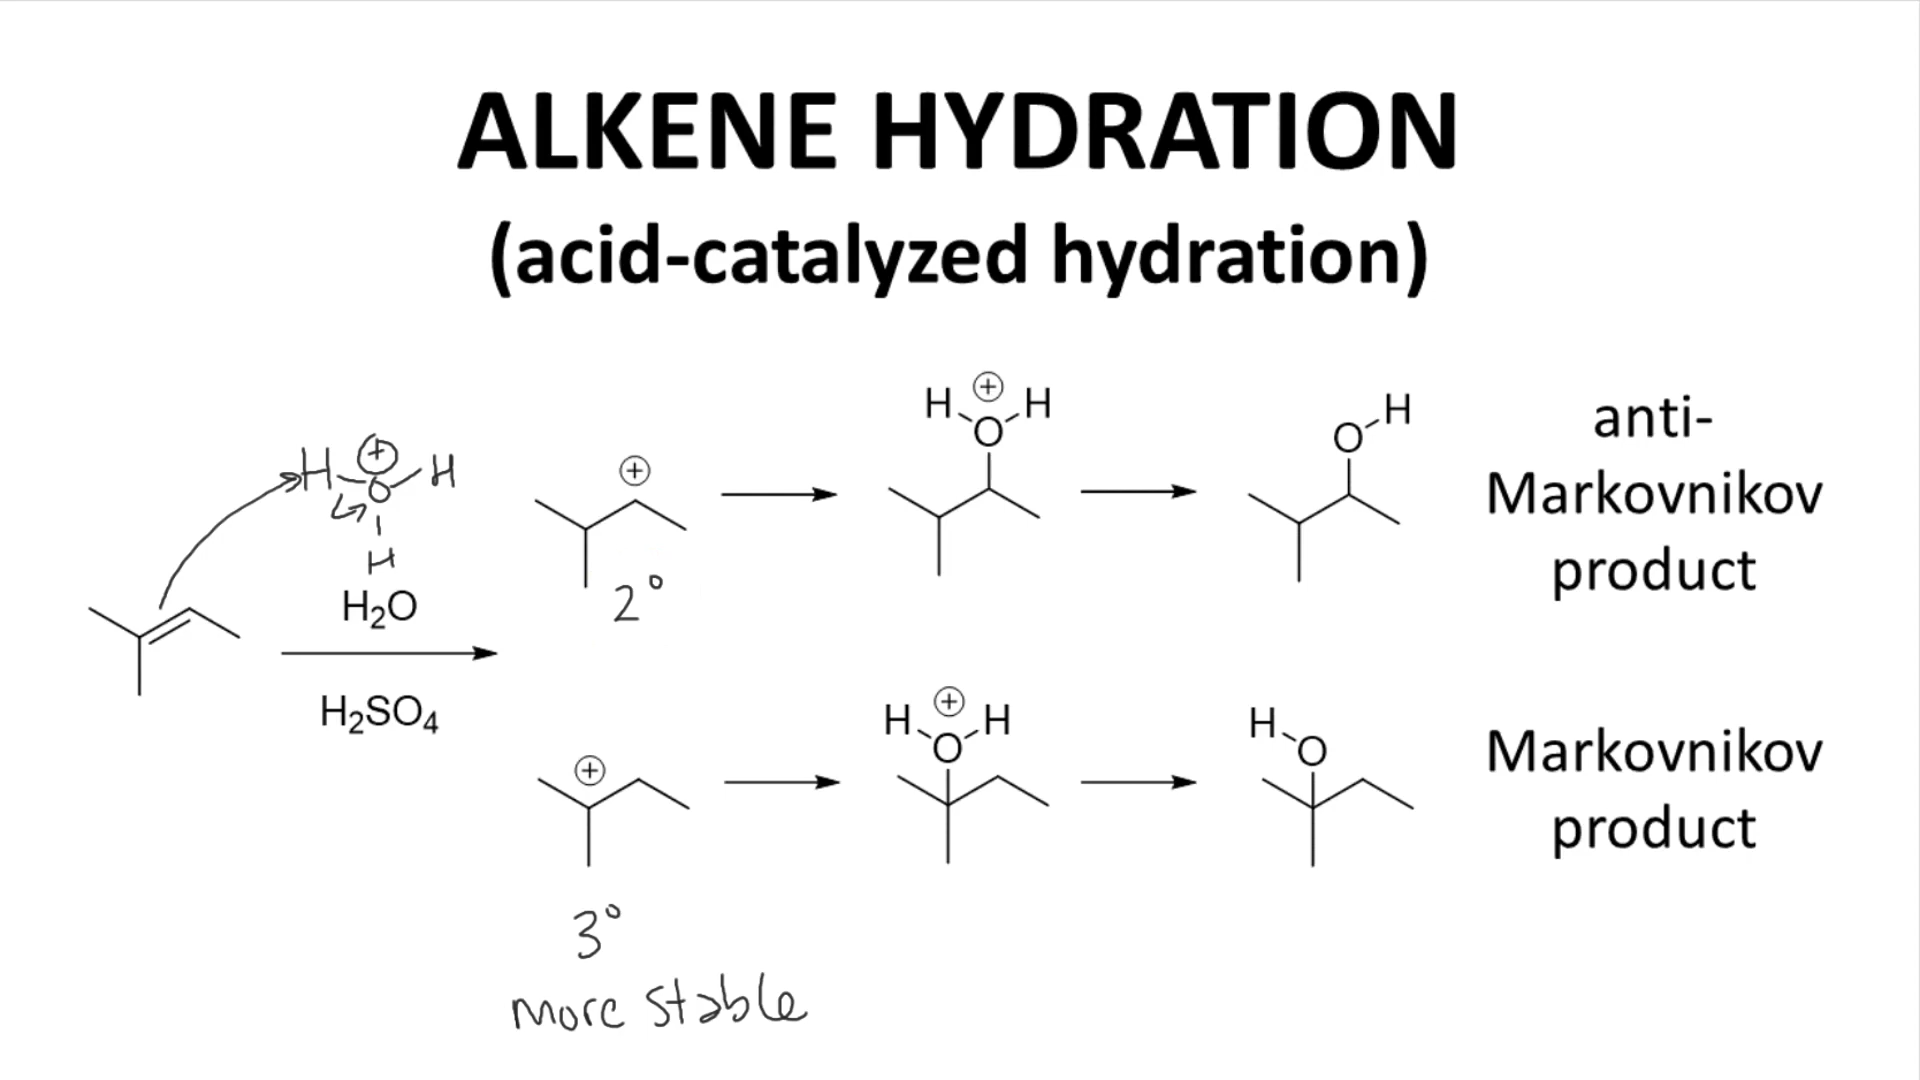 ALKENE HYDRATION
(acid-catalyzed hydration)
H ⊕ H
O
H
H₂O
H₂SO₄
⊕
2°
H ⊕ H
O
H
O
anti-
Markovnikov
product
⊕
3°
more stable
H ⊕ H
O
H
O
Markovnikov
product